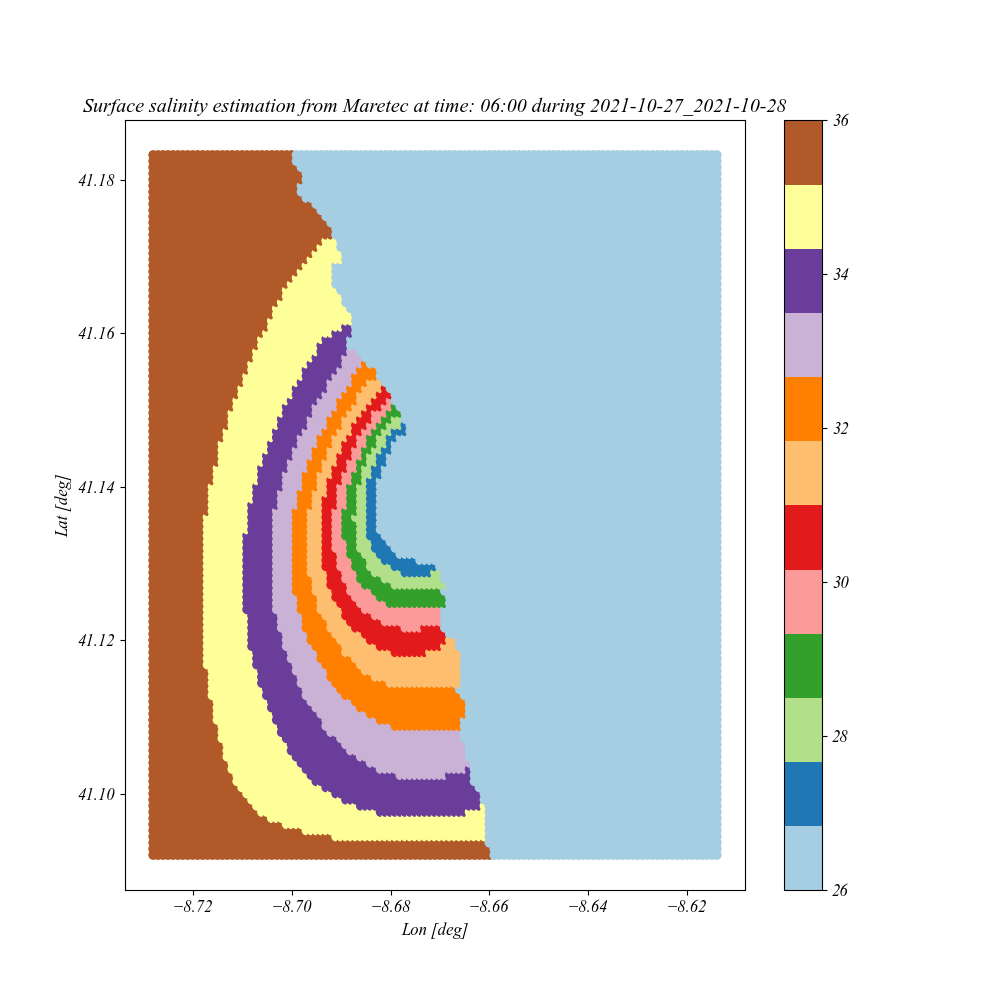 Surface salinity estimation from Maretec at time: 06:00 during 2021-10-27_2021-10-28
36
34
32
30
28
26
41.18
41.16
41.14
41.12
41.10
Lat [deg]
−8.72 −8.70 −8.68 −8.66 −8.64 −8.62
Lon [deg]